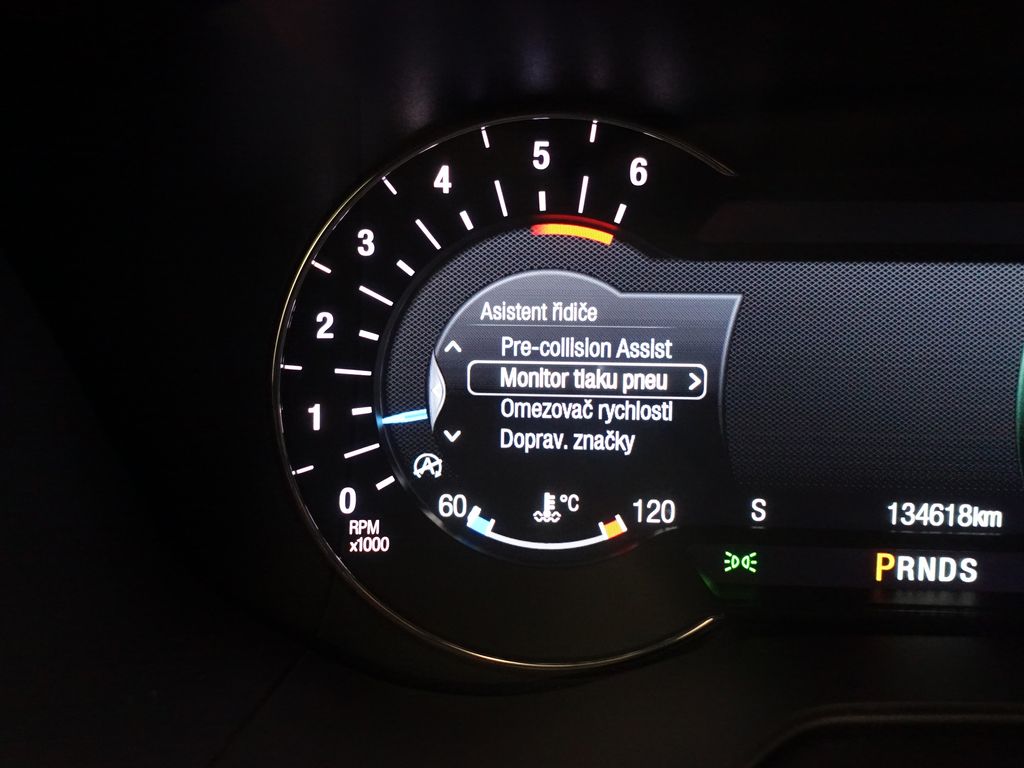 5
4
6
3
2
1
0
RPM
x1000
Asistent řidiče
Pre-collision Assist
Monitor tlaku pneu >
Omezovač rychlosti
Doprav. značky
A
60 °C 120
S 134618km
PRNDS